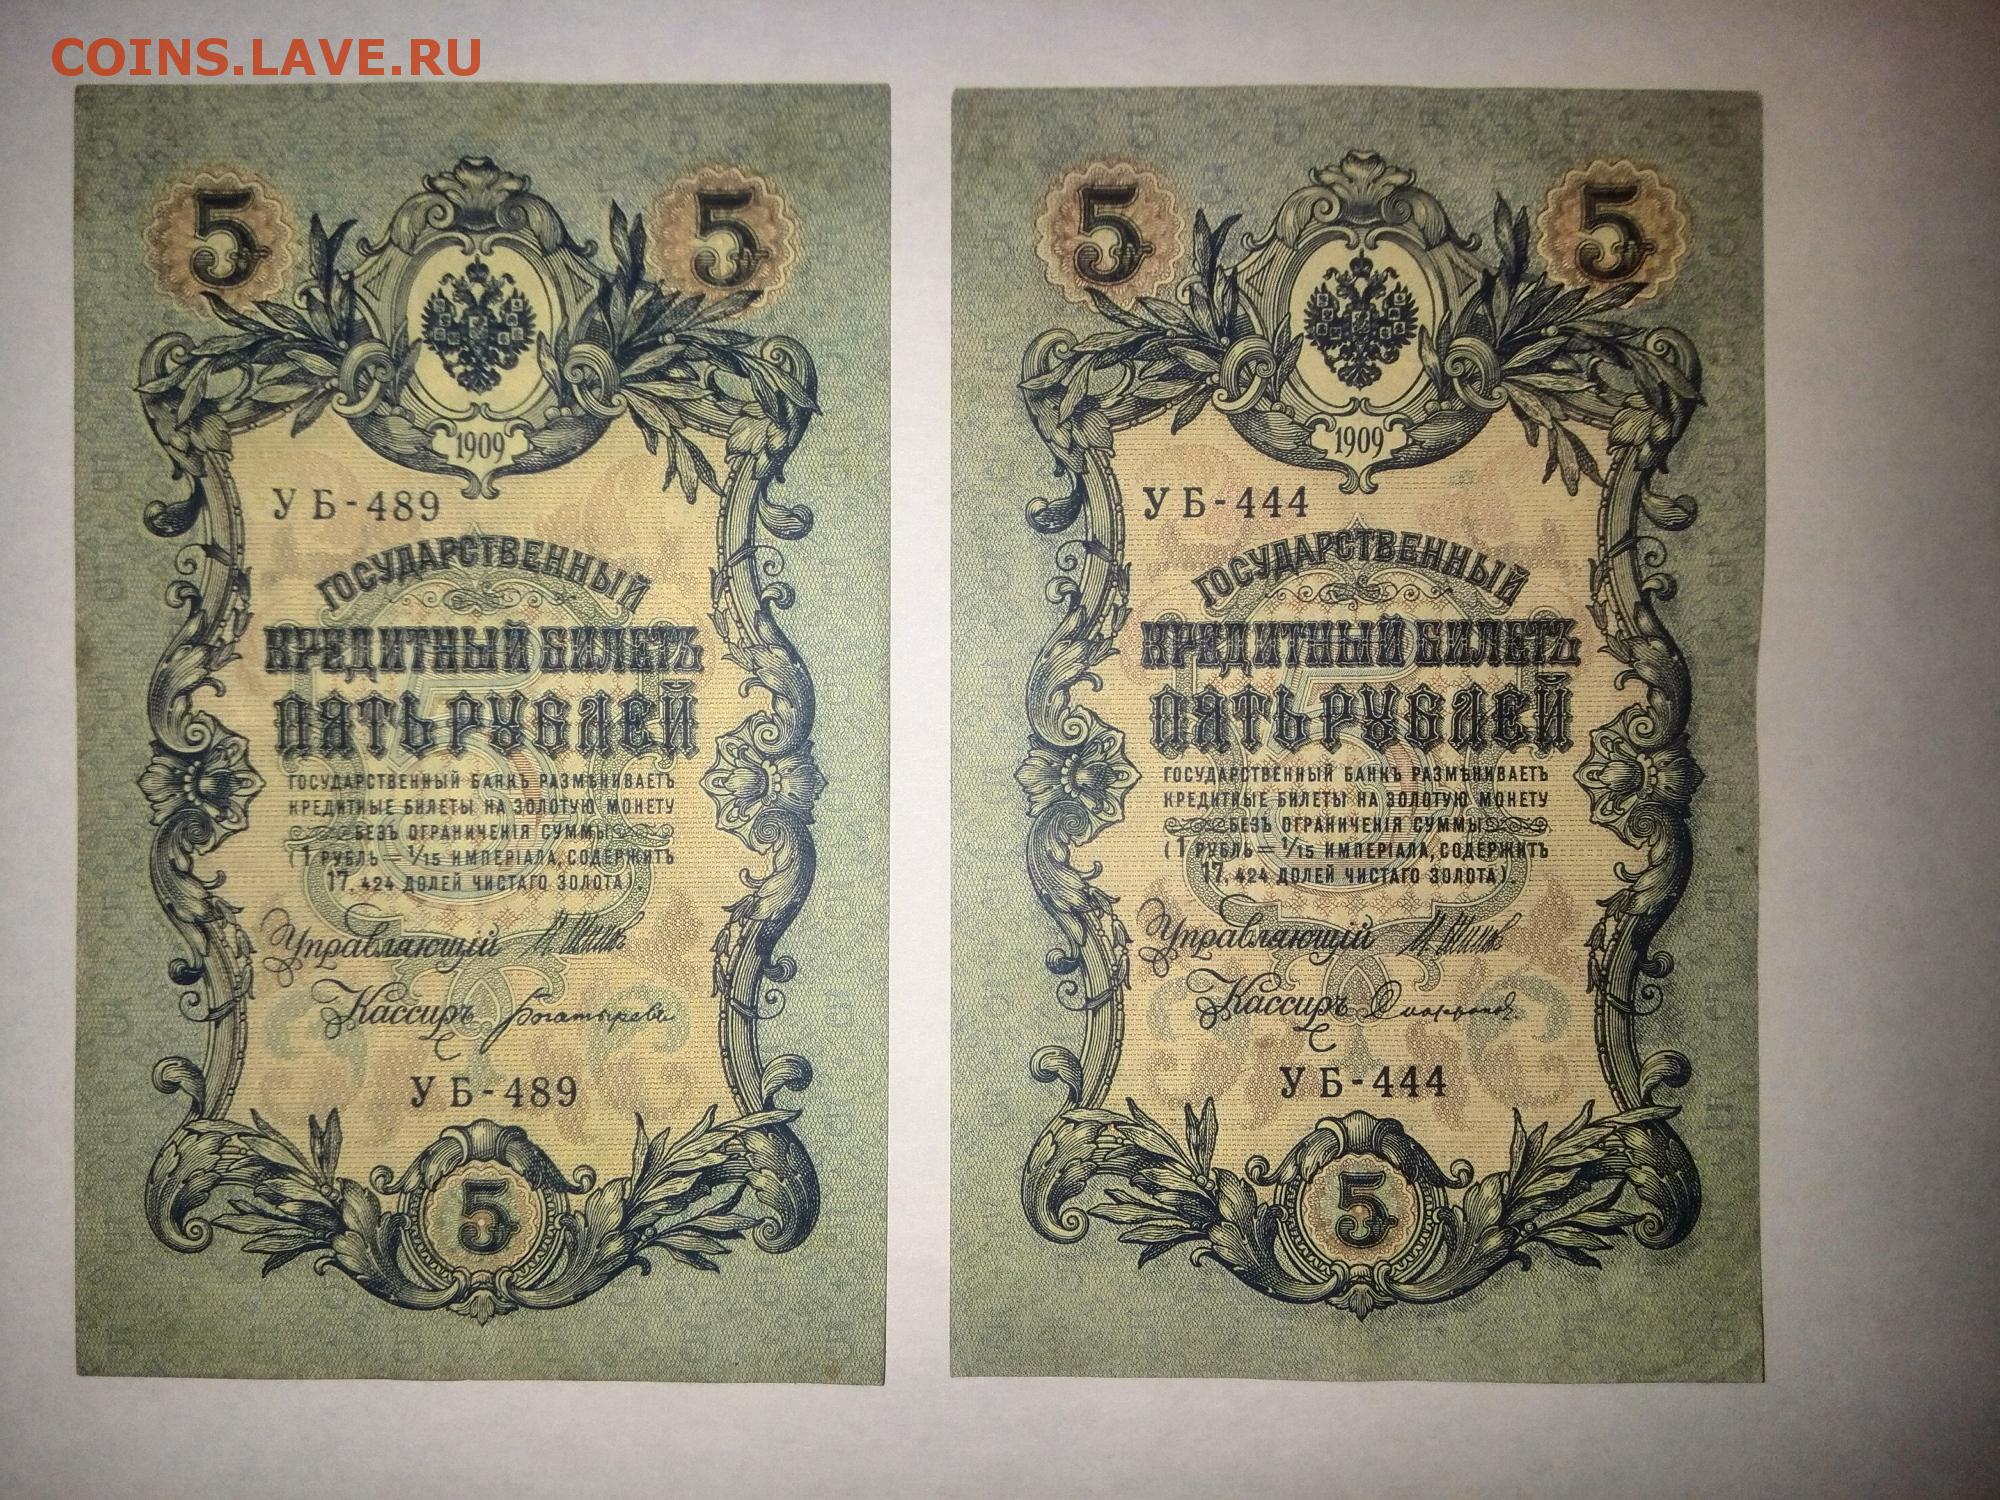 COINS.LAVE.RU
5 5
1909
УБ-489
ГОСУДАРСТВЕННЫЙ
КРЕДИТНЫЙ БИЛЕТЪ
ПЯТЬ РУБЛЕЙ
ГОСУДАРСТВЕННЫЙ БАНКЪ РАЗМѢНИВАЕТЪ
КРЕДИТНЫЕ БИЛЕТЫ НА ЗОЛОТУЮ МОНЕТУ
БЕЗЪ ОГРАНИЧЕНІЯ СУММЫ
(1 РУБЛЬ = 1/15 ИМПЕРІАЛА, СОДЕРЖИТЪ
17,424 ДОЛЕЙ ЧИСТАГО ЗОЛОТА).
Управляющій
Кассиръ Богатыревъ
УБ-489
5
5 5
1909
УБ-444
ГОСУДАРСТВЕННЫЙ
КРЕДИТНЫЙ БИЛЕТЪ
ПЯТЬ РУБЛЕЙ
ГОСУДАРСТВЕННЫЙ БАНКЪ РАЗМѢНИВАЕТЪ
КРЕДИТНЫЕ БИЛЕТЫ НА ЗОЛОТУЮ МОНЕТУ
БЕЗЪ ОГРАНИЧЕНІЯ СУММЫ
(1 РУБЛЬ = 1/15 ИМПЕРІАЛА, СОДЕРЖИТЪ
17,424 ДОЛЕЙ ЧИСТАГО ЗОЛОТА).
Управляющій
Кассиръ
УБ-444
5